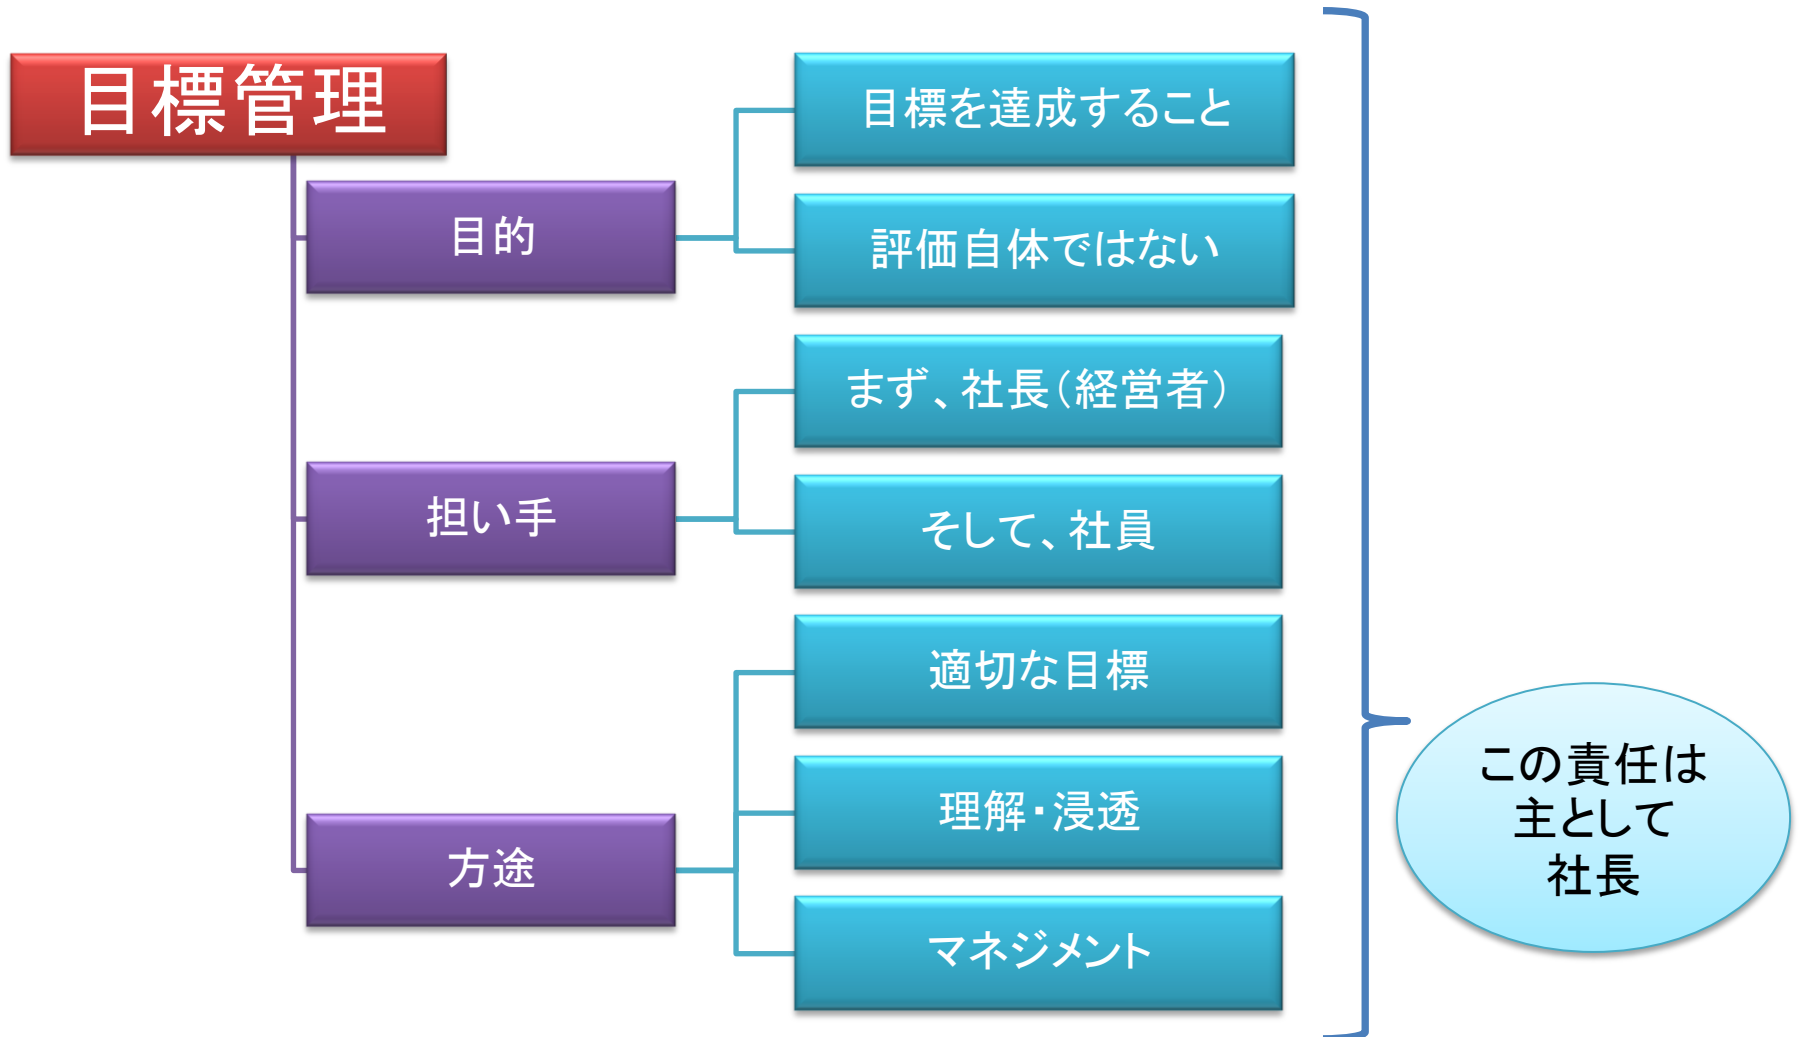 目標管理
目的
目標を達成すること
評価自体ではない
担い手
まず、社長（経営者）
そして、社員
方途
適切な目標
理解・浸透
マネジメント
この責任は
主として
社長